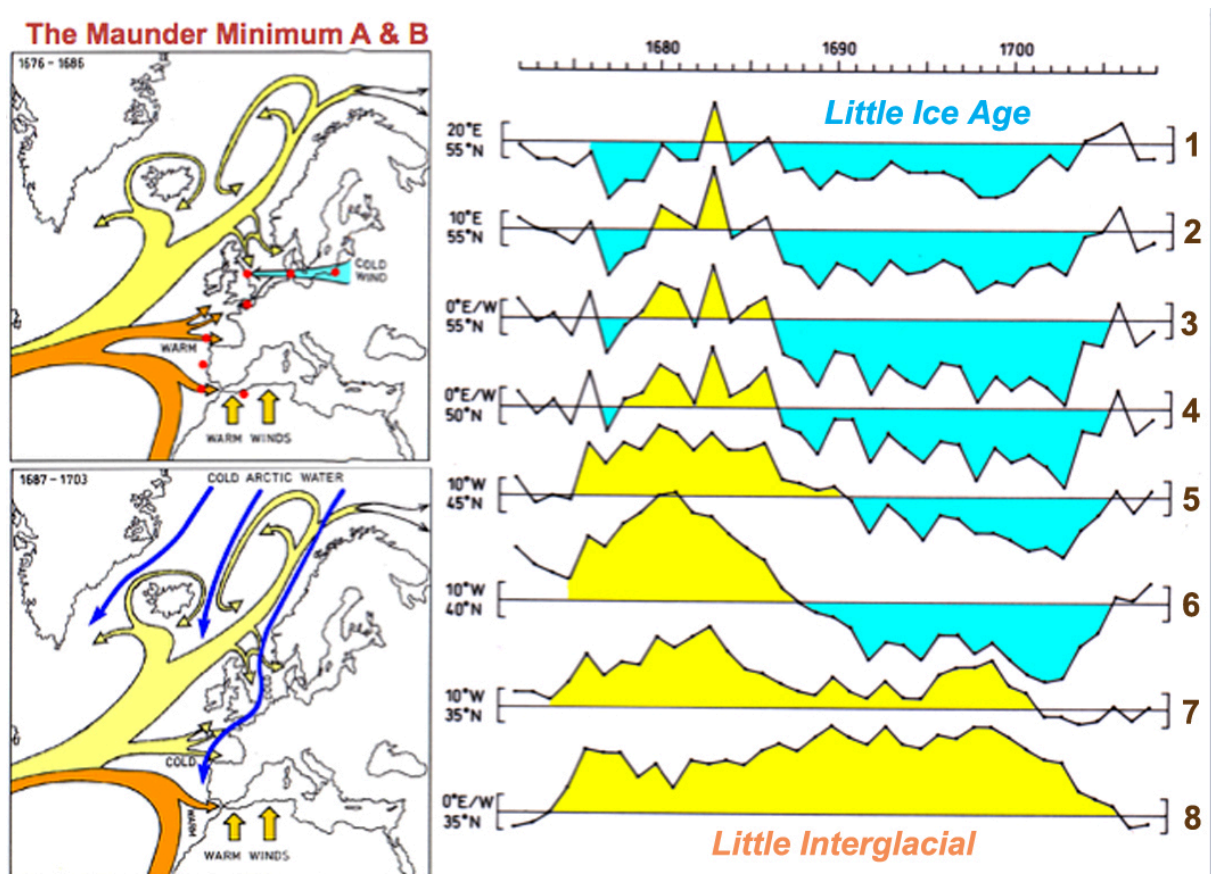 The Maunder Minimum A & B
1676 - 1686
COLD
WIND
WARM
WARM WINDS
1687-1703
COLD ARCTIC WATER
COLD
COLD
WARM
WARM WINDS
1680 1690 1700
Little Ice Age
20°E
55°N
1
10°E
55°N
2
0°E/W
55°N
3
0°E/W
50°N
4
10°W
45°N
5
10°W
40°N
6
10°W
35°N
7
0°E/W
35°N
8
Little Interglacial